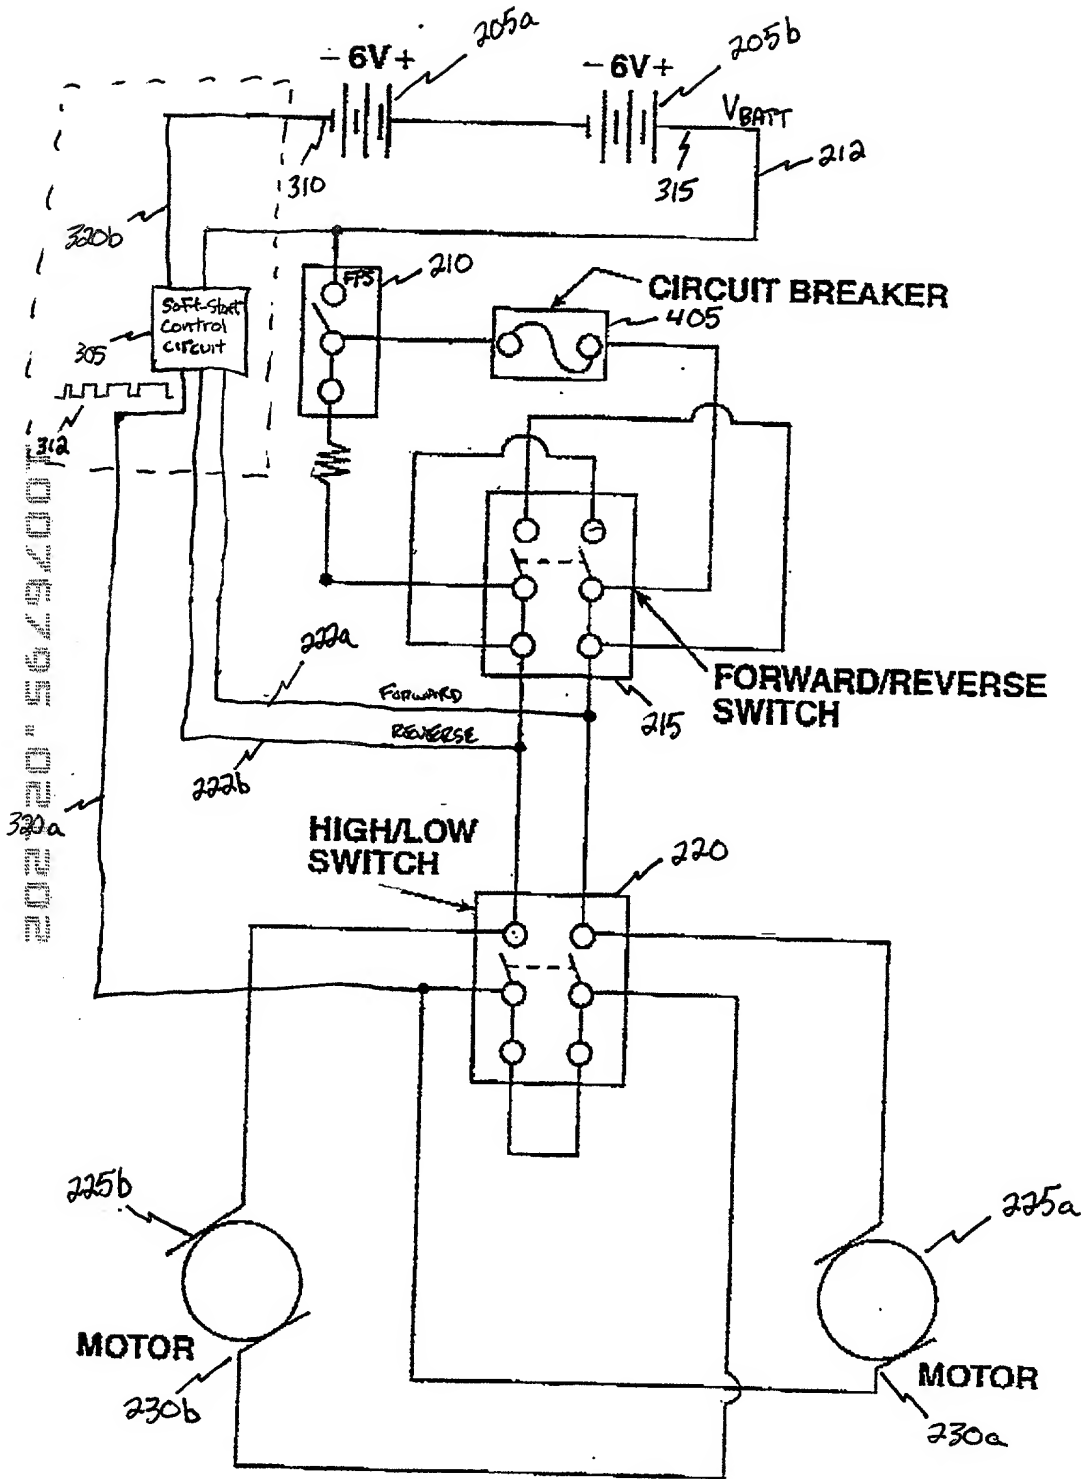 205a
205b
- 6V +
- 6V +
VBATT
212
310
315
320b
FPS
210
CIRCUIT BREAKER
405
Soft-Start
Control
Circuit
305
312
10076795.022202
222a
FORWARD
REVERSE
222b
FORWARD/REVERSE
SWITCH
215
320a
HIGH/LOW
SWITCH
220
225b
225a
MOTOR
230b
MOTOR
230a